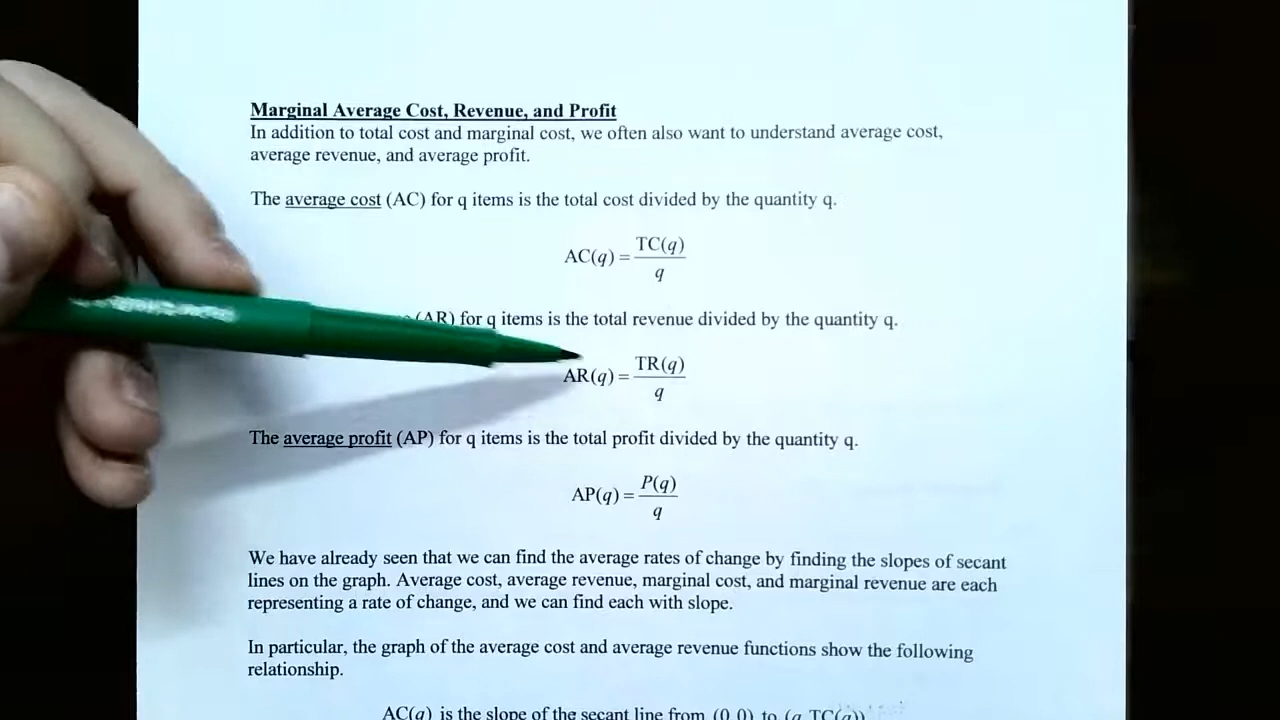 Marginal Average Cost, Revenue, and Profit
In addition to total cost and marginal cost, we often also want to understand average cost,
average revenue, and average profit.
The average cost (AC) for q items is the total cost divided by the quantity q.
AC(q) = TC(q)/q
(AR) for q items is the total revenue divided by the quantity q.
AR(q) = TR(q)/q
The average profit (AP) for q items is the total profit divided by the quantity q.
AP(q) = P(q)/q
We have already seen that we can find the average rates of change by finding the slopes of secant
lines on the graph. Average cost, average revenue, marginal cost, and marginal revenue are each
representing a rate of change, and we can find each with slope.
In particular, the graph of the average cost and average revenue functions show the following
relationship.
AC(q) is the slope of the secant line from (0,0) to (q, TC(q))